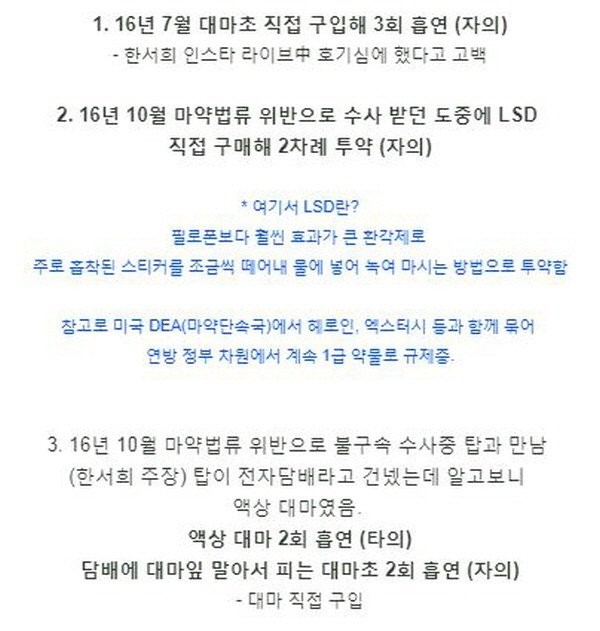 1. 16년 7월 대마초 직접 구입해 3회 흡연 (자의)
- 한서희 인스타 라이브中 호기심에 했다고 고백
2. 16년 10월 마약법류 위반으로 수사 받던 도중에 LSD
직접 구매해 2차례 투약 (자의)
* 여기서 LSD란?
필로폰보다 훨씬 효과가 큰 환각제로
주로 흡착된 스티커를 조금씩 떼어내 물에 넣어 녹여 마시는 방법으로 투약함
참고로 미국 DEA(마약단속국)에서 헤로인, 엑스터시 등과 함께 묶어
연방 정부 차원에서 계속 1급 약물로 규제중.
3. 16년 10월 마약법류 위반으로 불구속 수사중 탑과 만남
(한서희 주장) 탑이 전자담배라고 건넸는데 알고보니
액상 대마였음.
액상 대마 2회 흡연 (타의)
담배에 대마잎 말아서 피는 대마초 2회 흡연 (자의)
- 대마 직접 구입